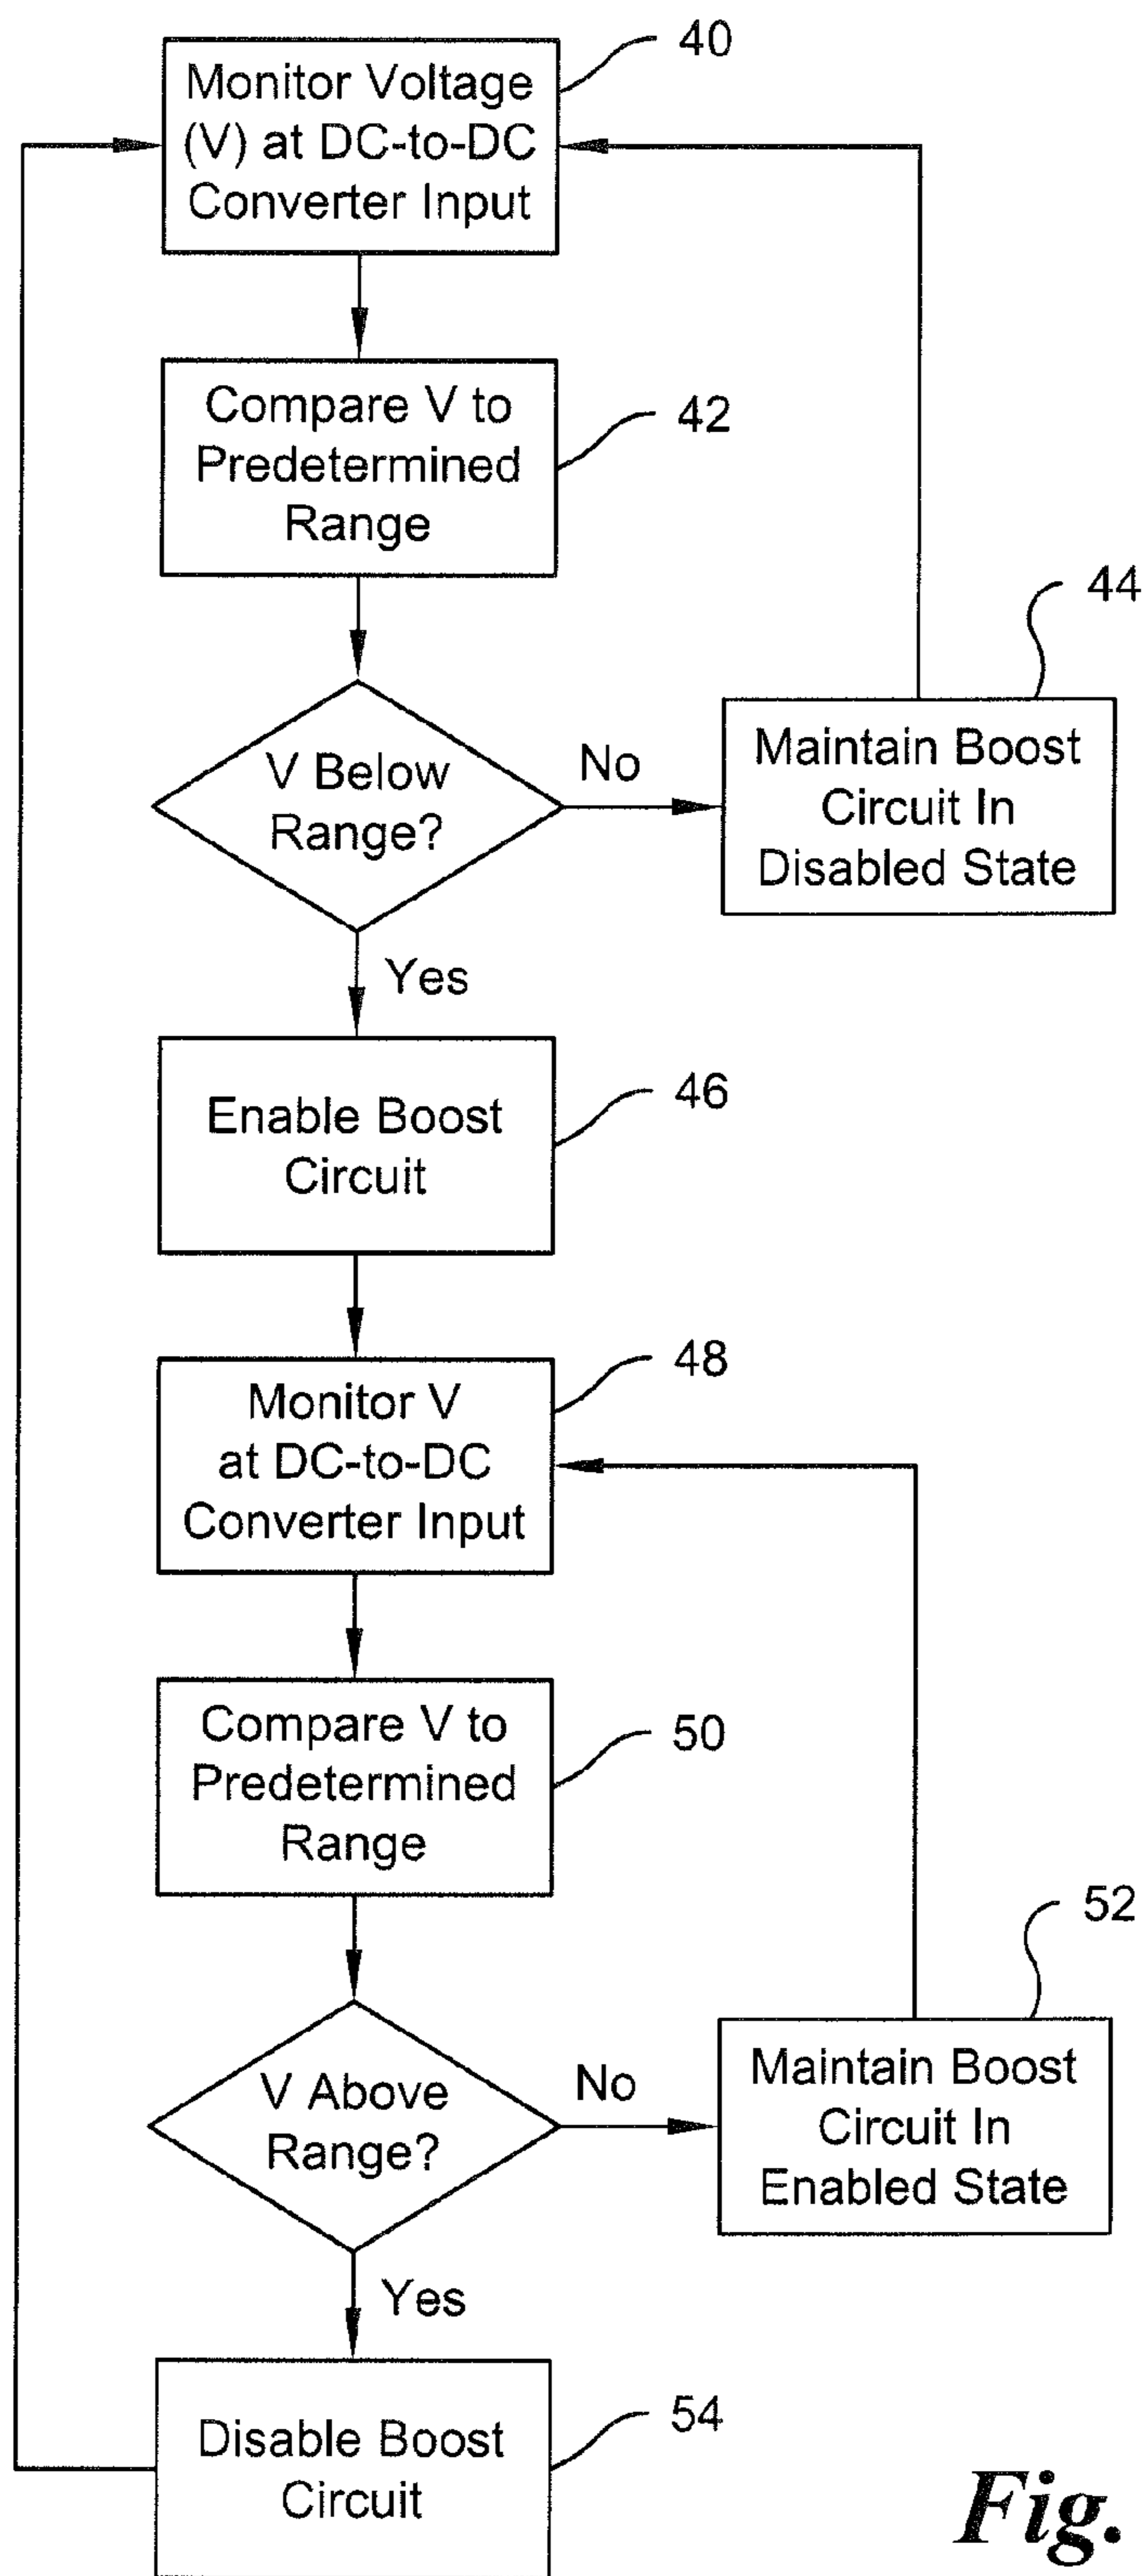 40
Monitor Voltage
(V) at DC-to-DC
Converter Input
Compare V to
Predetermined
Range
42
44
V Below
Range?
No
Maintain Boost
Circuit In
Disabled State
Yes
Enable Boost
Circuit
46
48
Monitor V
at DC-to-DC
Converter Input
Compare V to
Predetermined
Range
50
52
V Above
Range?
No
Maintain Boost
Circuit In
Enabled State
Yes
Disable Boost
Circuit
54
Fig.